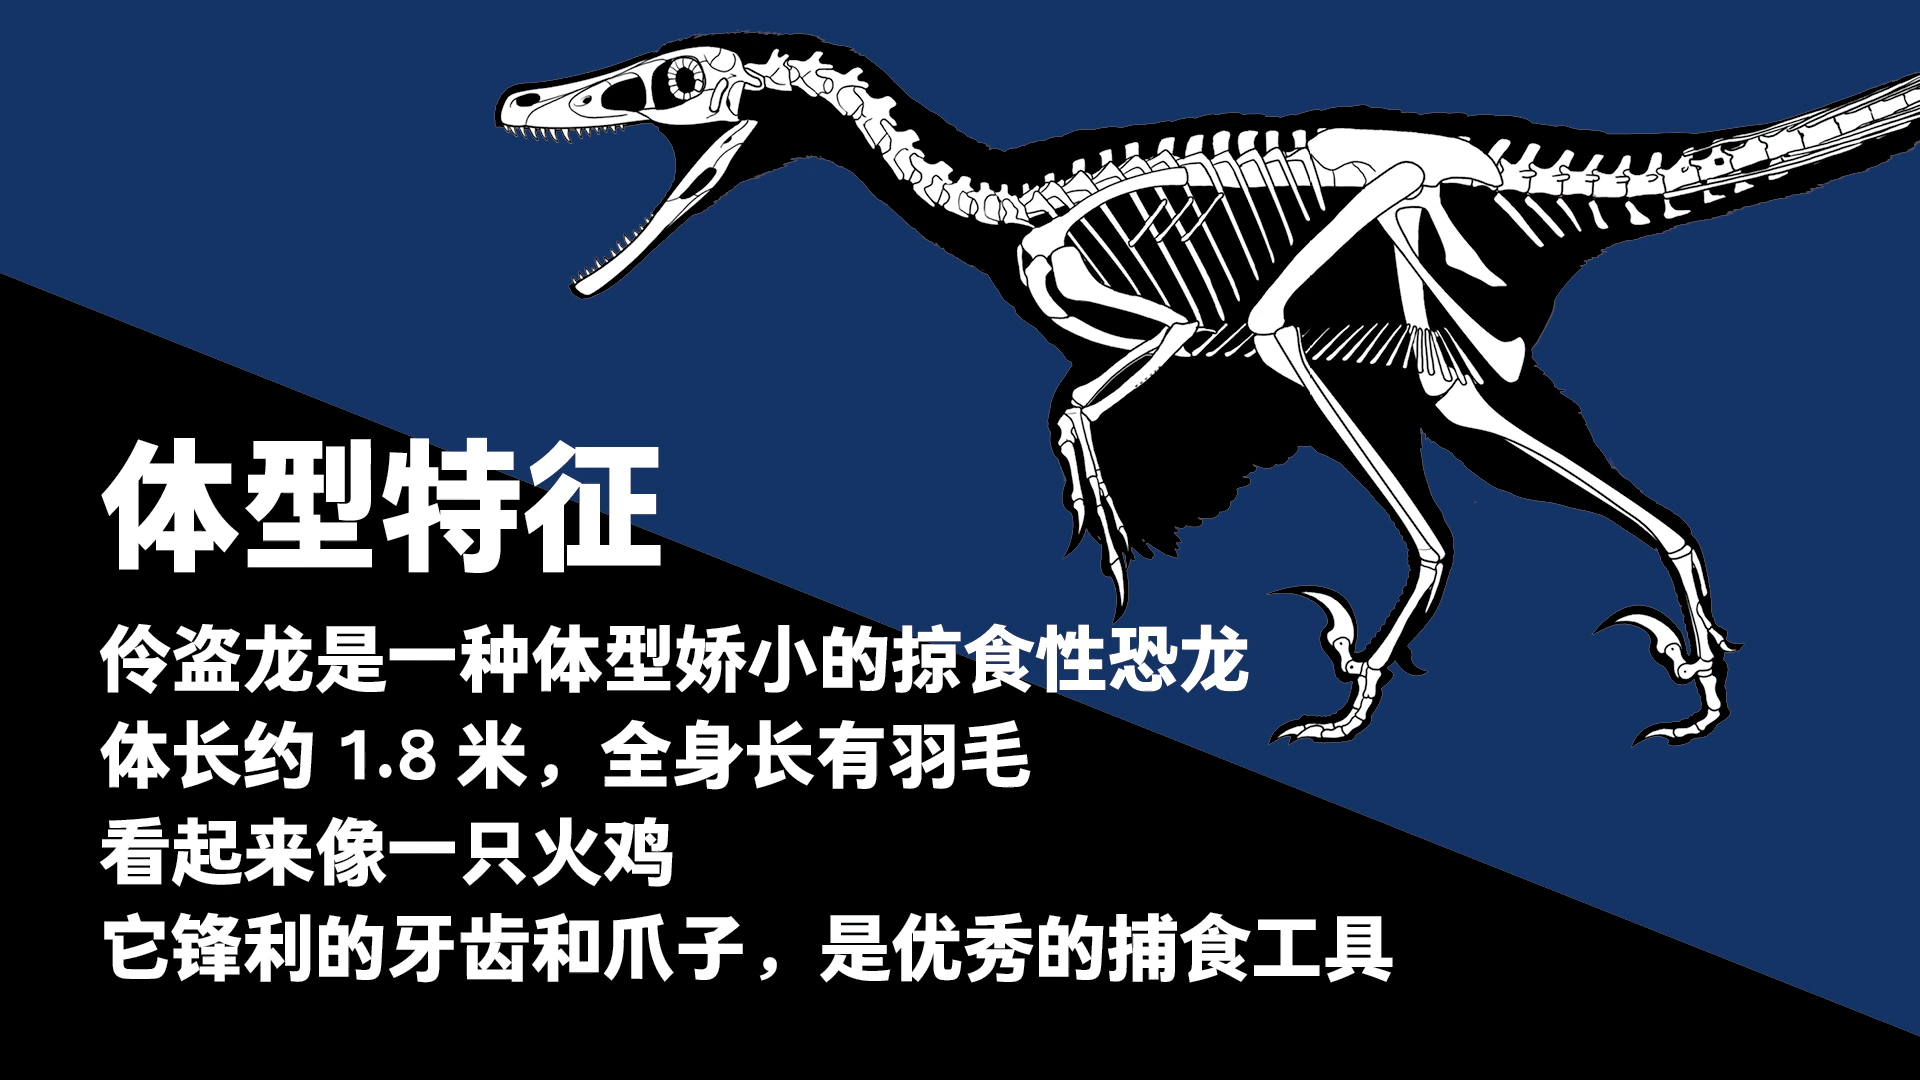 体型特征
伶盗龙是一种体型娇小的掠食性恐龙
体长约 1.8 米，全身长有羽毛
看起来像一只火鸡
它锋利的牙齿和爪子，是优秀的捕食工具